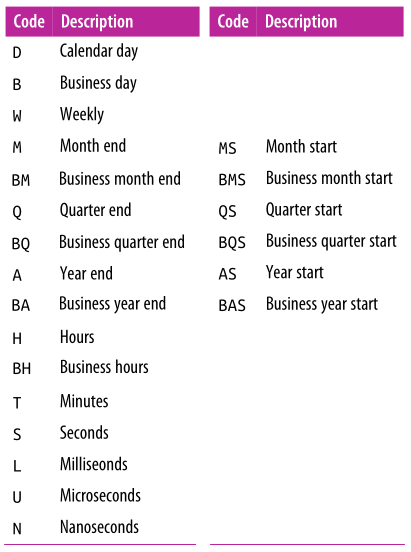 Code Description Code Description
D Calendar day
B Business day
W Weekly
M Month end MS Month start
BM Business month end BMS Business month start
Q Quarter end QS Quarter start
BQ Business quarter end BQS Business quarter start
A Year end AS Year start
BA Business year end BAS Business year start
H Hours
BH Business hours
T Minutes
S Seconds
L Milliseonds
U Microseconds
N Nanoseconds